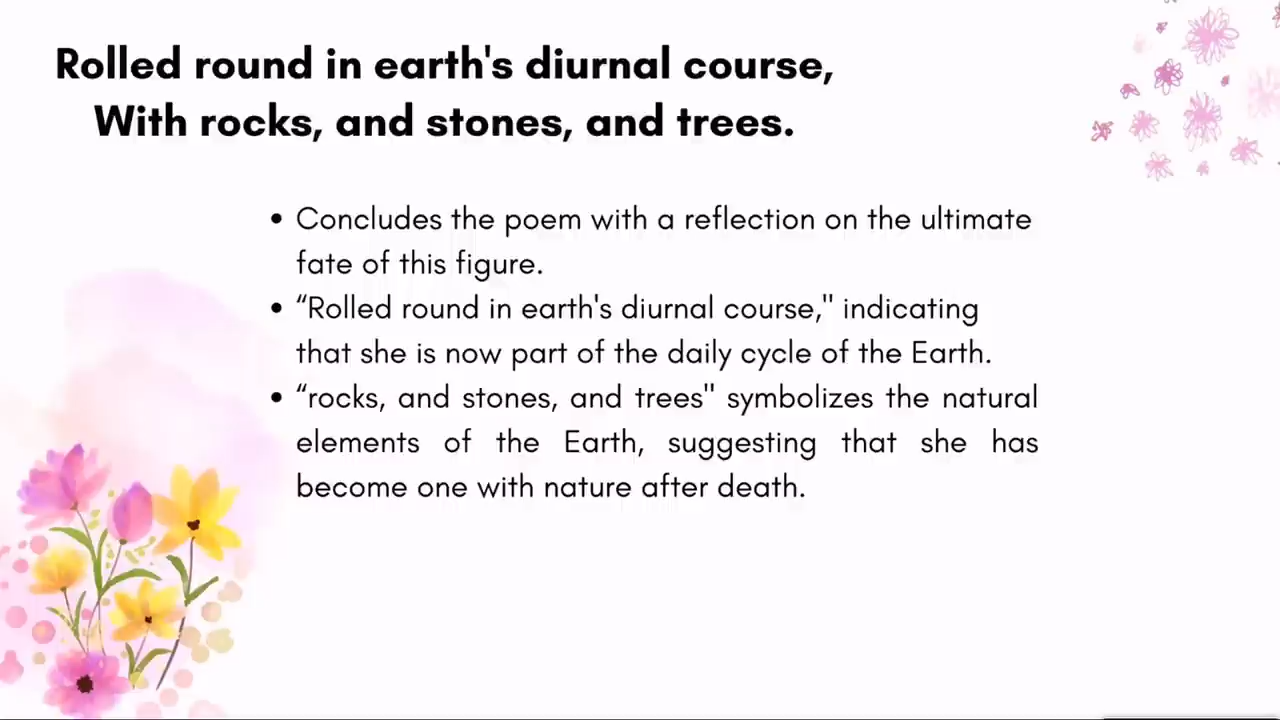 Rolled round in earth's diurnal course,
With rocks, and stones, and trees.
• Concludes the poem with a reflection on the ultimate
fate of this figure.
• “Rolled round in earth's diurnal course," indicating
that she is now part of the daily cycle of the Earth.
• “rocks, and stones, and trees" symbolizes the natural
elements of the Earth, suggesting that she has
become one with nature after death.